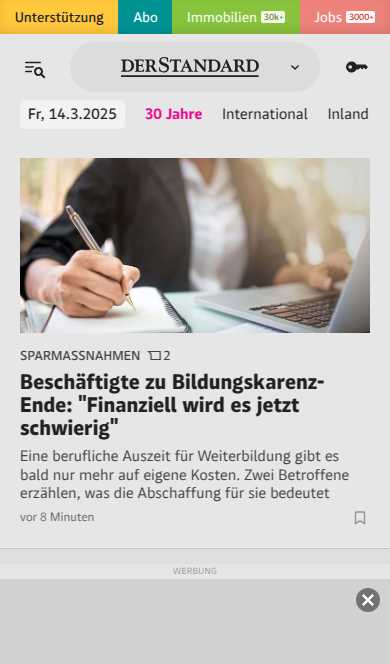 Unterstützung Abo Immobilien 30k+ Jobs 3000+
DERSTANDARD
Fr, 14.3.2025 30 Jahre International Inland
SPARMASSNAHMEN 2
Beschäftigte zu Bildungskarenz-
Ende: "Finanziell wird es jetzt
schwierig"
Eine berufliche Auszeit für Weiterbildung gibt es
bald nur mehr auf eigene Kosten. Zwei Betroffene
erzählen, was die Abschaffung für sie bedeutet
vor 8 Minuten
WERBUNG